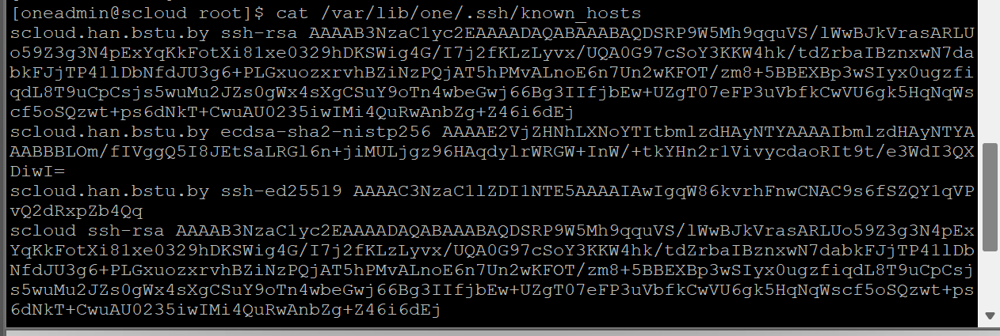 [oneadmin@scloud root]$ cat /var/lib/one/.ssh/known_hosts
scloud.han.bstu.by ssh-rsa AAAAB3NzaC1yc2EAAAADAQABAAABAQDSRP9W5Mh9qquVS/lWwBJkVrasARLU
o59Z3g3N4pExYqKkFotXi81xe0329hDKSWig4G/I7j2fKLzLyvx/UQA0G97cSoY3KKW4hk/tdZrbaIBznxwN7da
bkFJjTP41lDbNfdJU3g6+PLGxuozxrvhBZiNzPQjAT5hPMvALnoE6n7Un2wKFOT/zm8+5BBEXBp3wSIyx0ugzfi
qdL8T9uCpCsjs5wuMu2JZs0gWx4sXgCSuY9oTn4wbeGwj66Bg3IIfjbEw+UZgT07eFP3uVbfkCwVU6gk5HqNqWs
cf5oSQzwt+ps6dNkT+CwuAU0235iwIMi4QuRwAnbZg+Z46i6dEj
scloud.han.bstu.by ecdsa-sha2-nistp256 AAAAE2VjZHNhLXNoYTItbmlzdHAyNTYAAAAIbmlzdHAyNTYA
AABBBLOm/fIVggQ5I8JEtSaLRGl6n+jiMULjgz96HAqdylrWRGW+InW/+tkYHn2r1VivycdaoRIt9t/e3WdI3QX
DiwI=
scloud.han.bstu.by ssh-ed25519 AAAAC3NzaC1lZDI1NTE5AAAAIAwIgqW86kvrhFnwCNAC9s6fSZQY1qVP
vQ2dRxpZb4Qq
scloud ssh-rsa AAAAB3NzaC1yc2EAAAADAQABAAABAQDSRP9W5Mh9qquVS/lWwBJkVrasARLUo59Z3g3N4pEx
YqKkFotXi81xe0329hDKSWig4G/I7j2fKLzLyvx/UQA0G97cSoY3KKW4hk/tdZrbaIBznxwN7dabkFJjTP41lDb
NfdJU3g6+PLGxuozxrvhBZiNzPQjAT5hPMvALnoE6n7Un2wKFOT/zm8+5BBEXBp3wSIyx0ugzfiqdL8T9uCpCsj
s5wuMu2JZs0gWx4sXgCSuY9oTn4wbeGwj66Bg3IIfjbEw+UZgT07eFP3uVbfkCwVU6gk5HqNqWscf5oSQzwt+ps
6dNkT+CwuAU0235iwIMi4QuRwAnbZg+Z46i6dEj